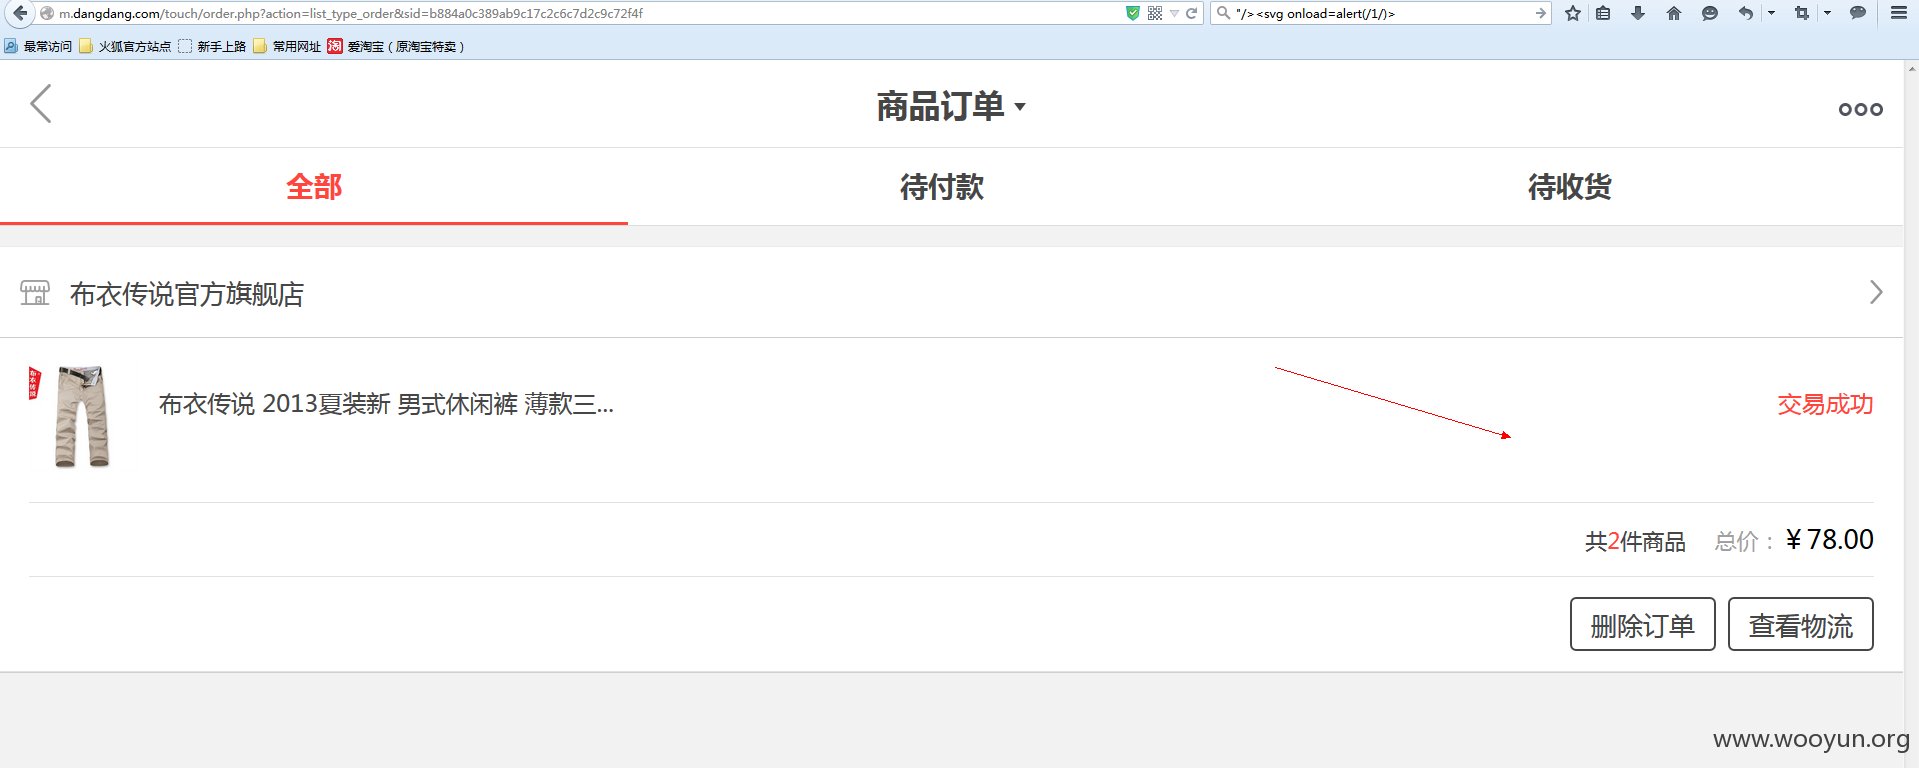 m.dangdang.com/touch/order.php?action=list_type_order&sid=b884a0c389ab9c17c2c6c7d2c9c72f4f
"/><svg onload=alert(/1/)>
最常访问 火狐官方站点 新手上路 常用网址 淘 爱淘宝（原淘宝特卖）
商品订单
全部 待付款 待收货
布衣传说官方旗舰店
布衣传说
布衣传说 2013夏装新 男式休闲裤 薄款三...
交易成功
共2件商品 总价： ¥ 78.00
删除订单 查看物流
www.wooyun.org